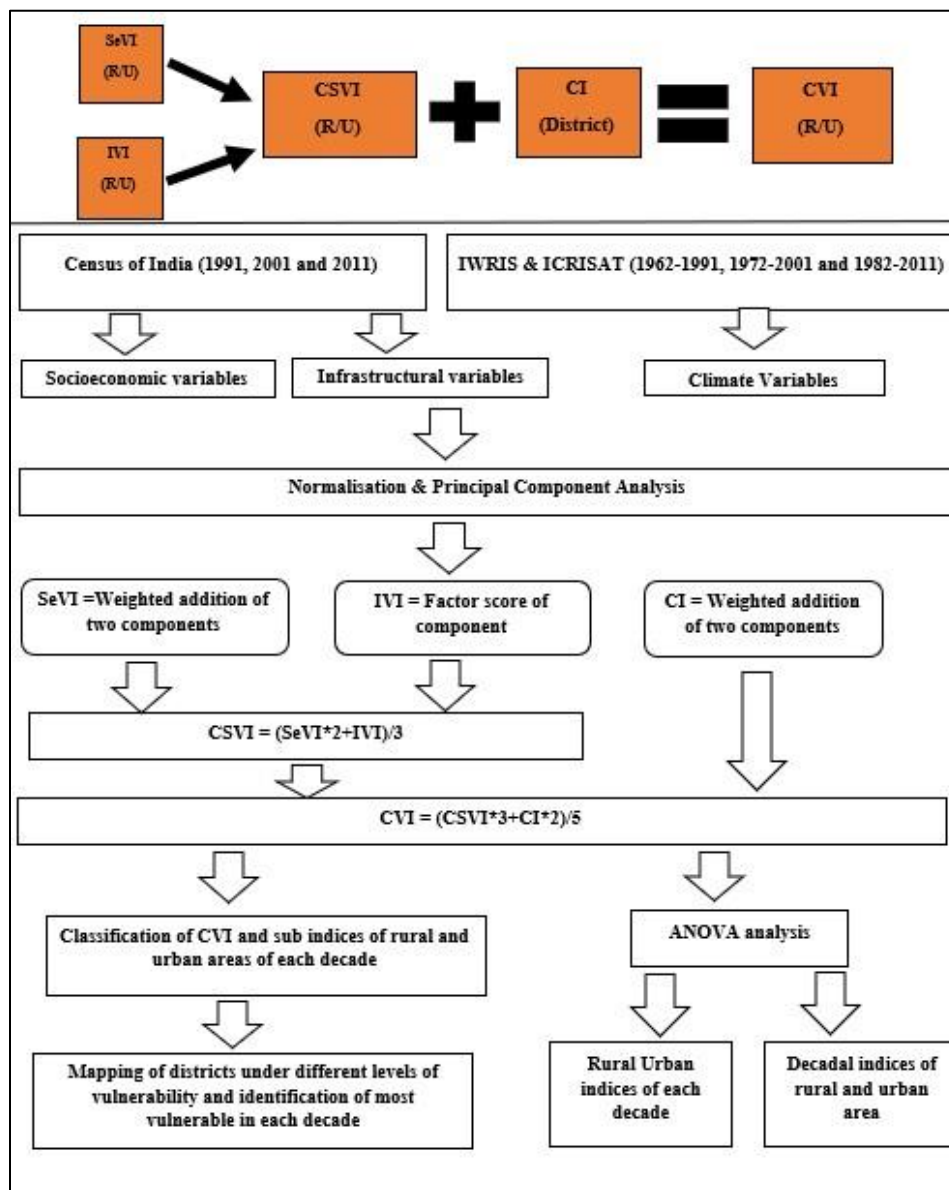 SeVI
(R/U)
IVI
(R/U)
CSVI
(R/U)
CI
(District)
CVI
(R/U)
Census of India (1991, 2001 and 2011)
IWRIS & ICRISAT (1962-1991, 1972-2001 and 1982-2011)
Socioeconomic variables
Infrastructural variables
Climate Variables
Normalisation & Principal Component Analysis
SeVI =Weighted addition of
two components
IVI = Factor score of
component
CI = Weighted addition
of two components
CSVI = (SeVI*2+IVI)/3
CVI = (CSVI*3+CI*2)/5
Classification of CVI and sub indices of rural and
urban areas of each decade
ANOVA analysis
Mapping of districts under different levels of
vulnerability and identification of most
vulnerable in each decade
Rural Urban
indices of each
decade
Decadal indices of
rural and urban
area